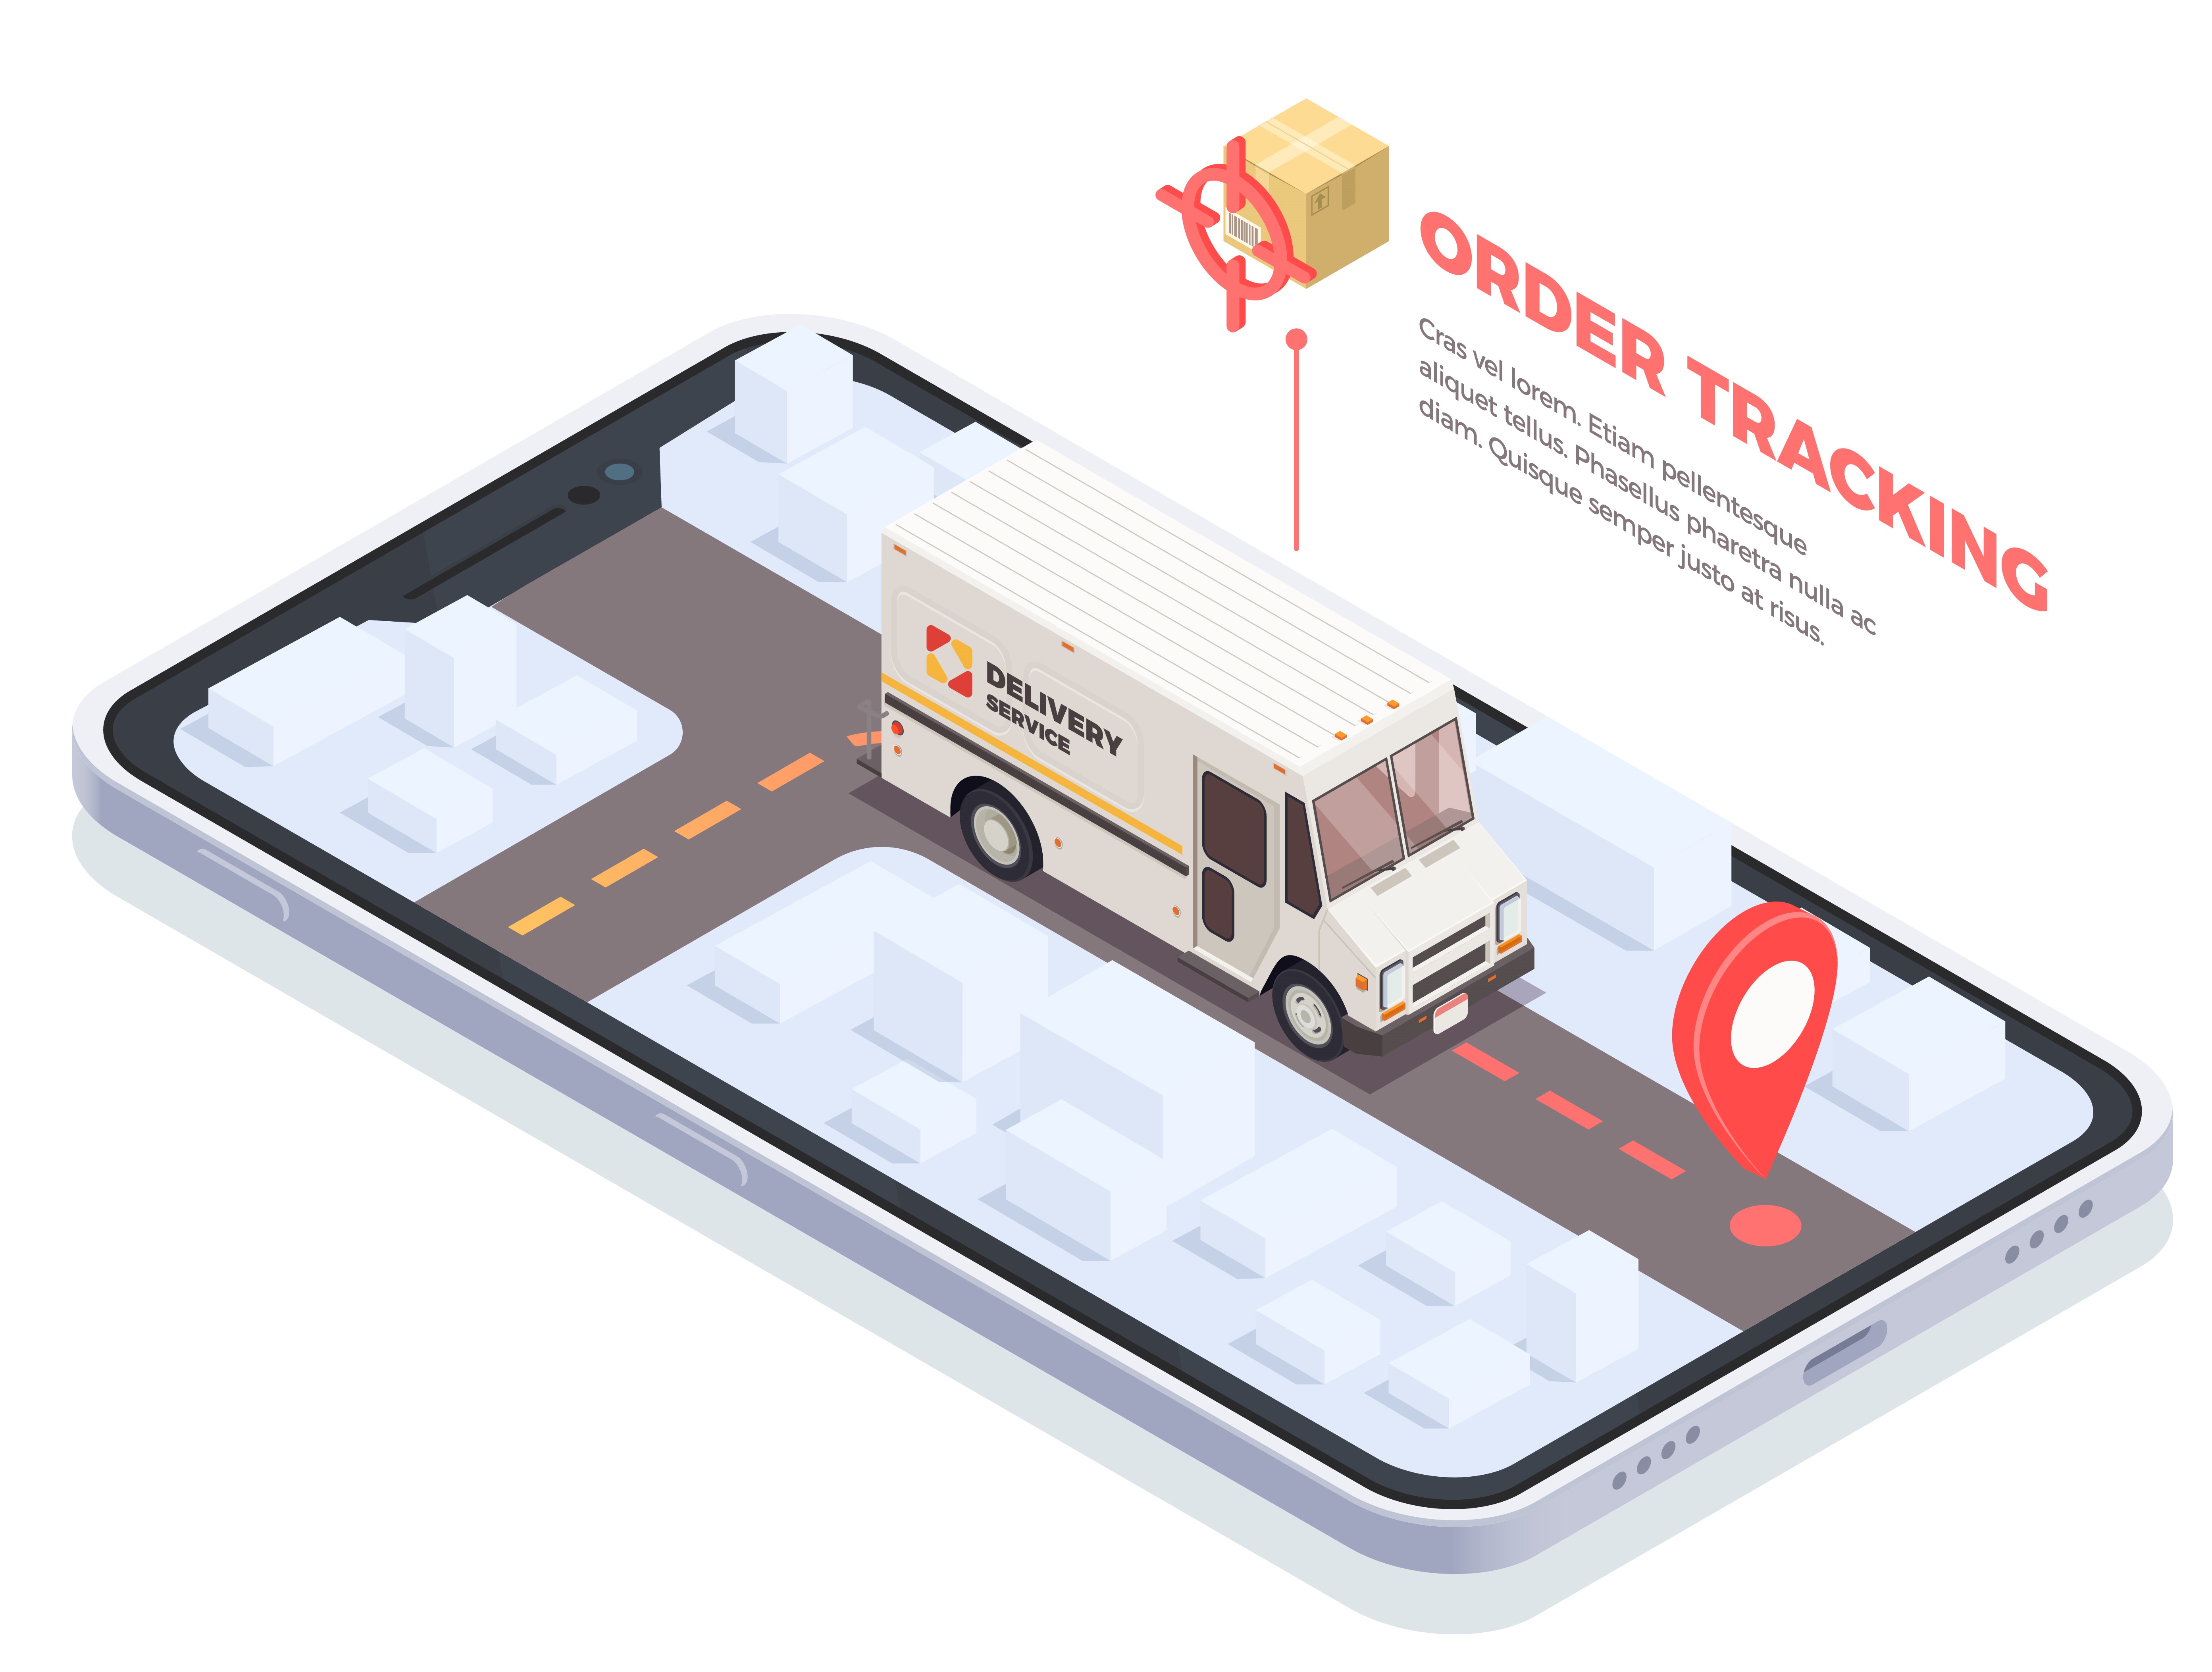 ORDER TRACKING
Cras vel lorem. Etiam pellentesque
aliquet tellus. Phasellus pharetra nulla ac
diam. Quisque semper justo at risus.
DELIVERY
SERVICE